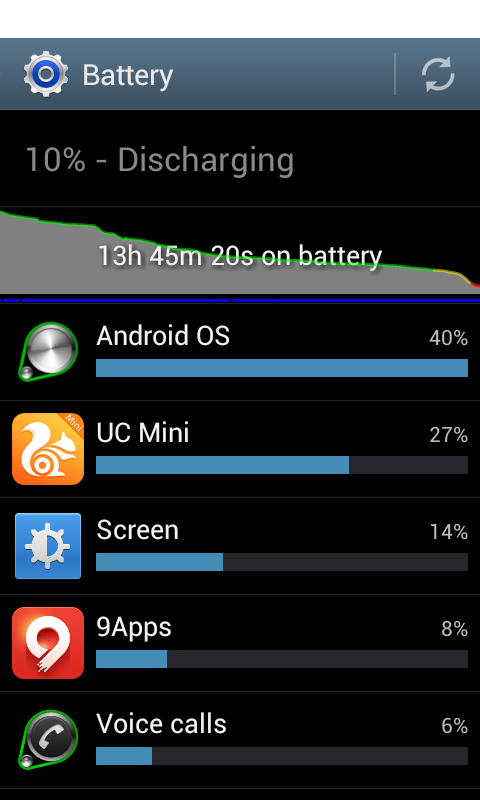 Battery
10% - Discharging
13h 45m 20s on battery
Android OS
40%
Mini
UC Mini
27%
Screen
14%
9Apps
8%
Voice calls
6%